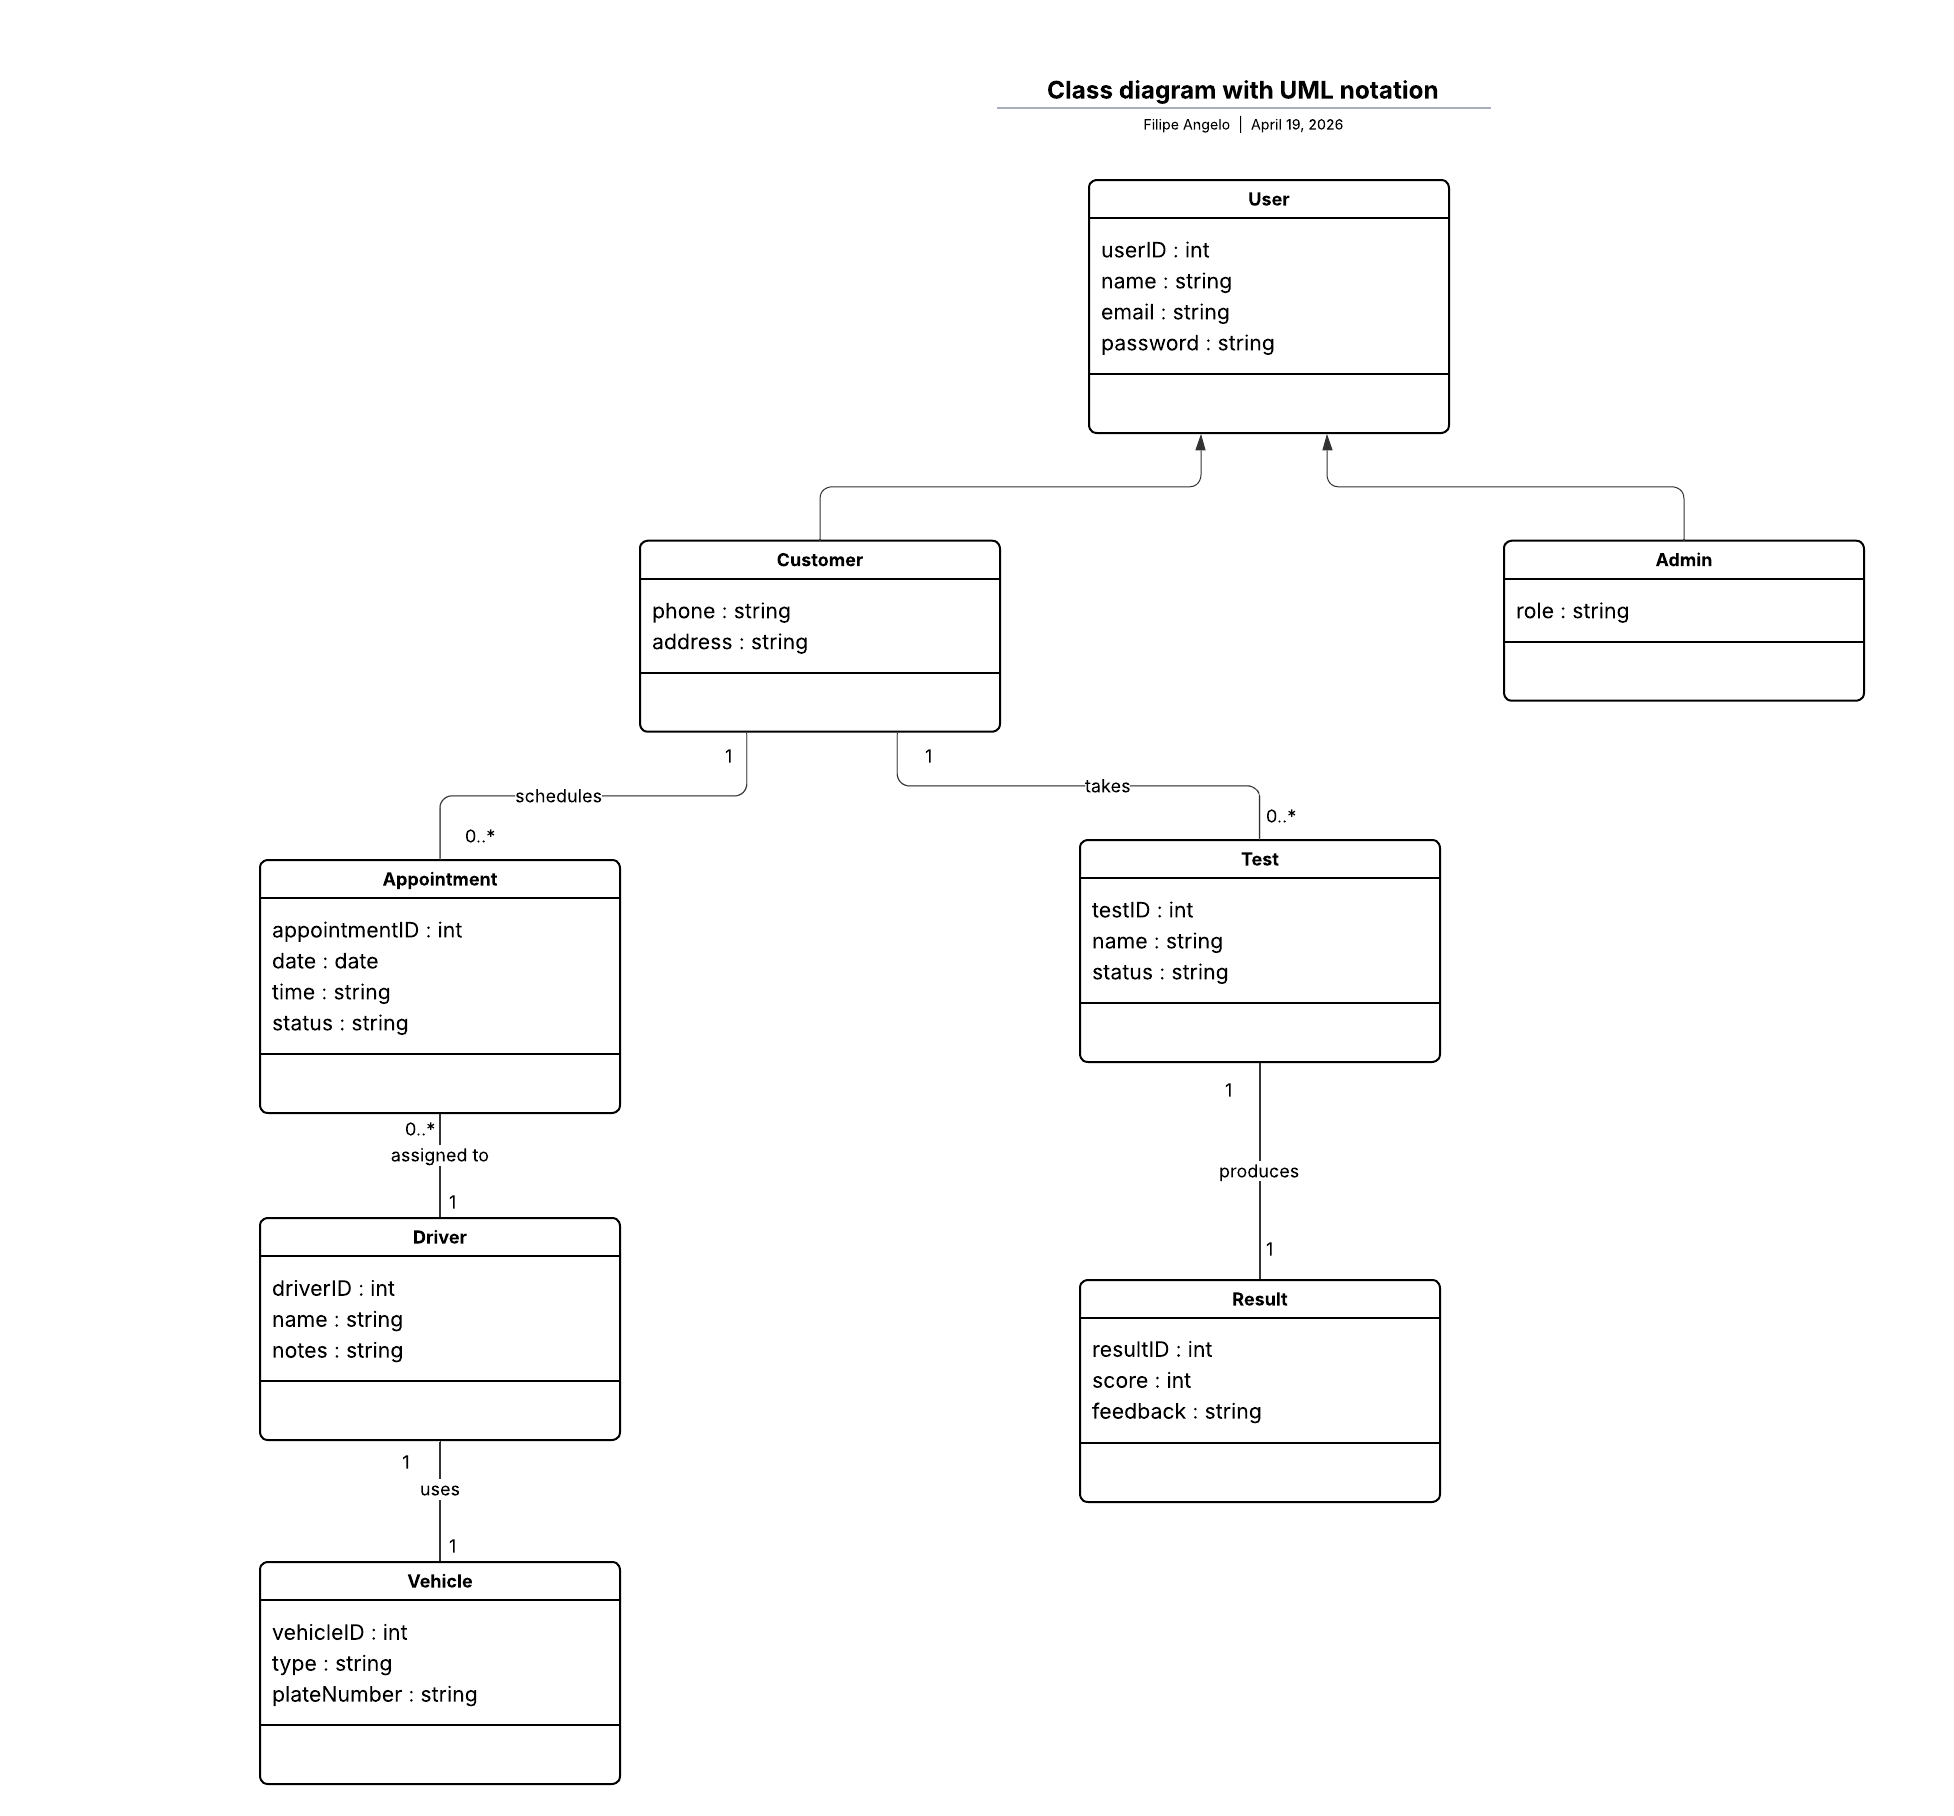 Class diagram with UML notation
Filipe Angelo | April 19, 2026
User
userID : int
name : string
email : string
password : string
Customer
phone : string
address : string
Admin
role : string
1
1
schedules
takes
0..*
0..*
Appointment
appointmentID : int
date : date
time : string
status : string
Test
testID : int
name : string
status : string
0..*
assigned to
1
1
produces
1
Driver
driverID : int
name : string
notes : string
Result
resultID : int
score : int
feedback : string
1
uses
1
Vehicle
vehicleID : int
type : string
plateNumber : string